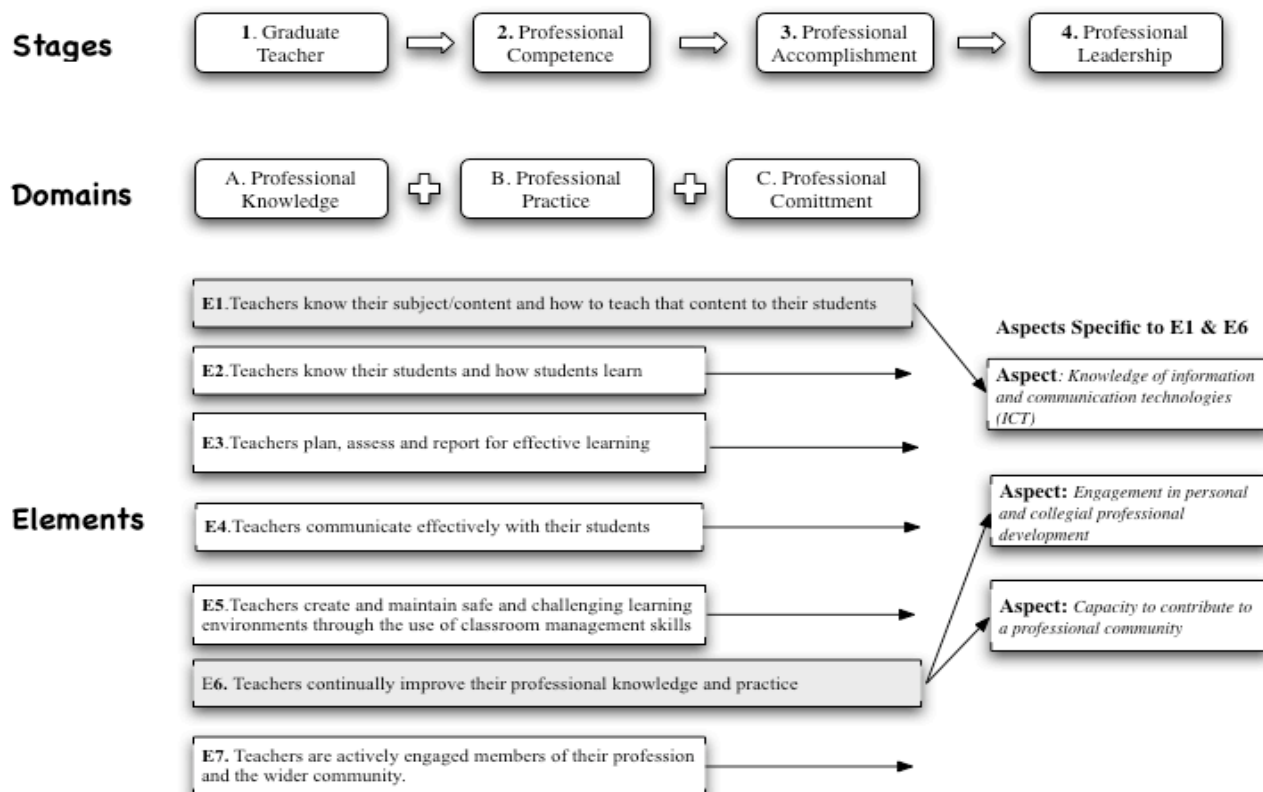 Stages
1. Graduate
Teacher
2. Professional
Competence
3. Professional
Accomplishment
4. Professional
Leadership
Domains
A. Professional
Knowledge
B. Professional
Practice
C. Professional
Comittment
Elements
E1.Teachers know their subject/content and how to teach that content to their students
E2.Teachers know their students and how students learn
E3.Teachers plan, assess and report for effective learning
E4.Teachers communicate effectively with their students
E5.Teachers create and maintain safe and challenging learning
environments through the use of classroom management skills
E6. Teachers continually improve their professional knowledge and practice
E7. Teachers are actively engaged members of their profession
and the wider community.
Aspects Specific to E1 & E6
Aspect: Knowledge of information
and communication technologies
(ICT)
Aspect: Engagement in personal
and collegial professional
development
Aspect: Capacity to contribute to
a professional community